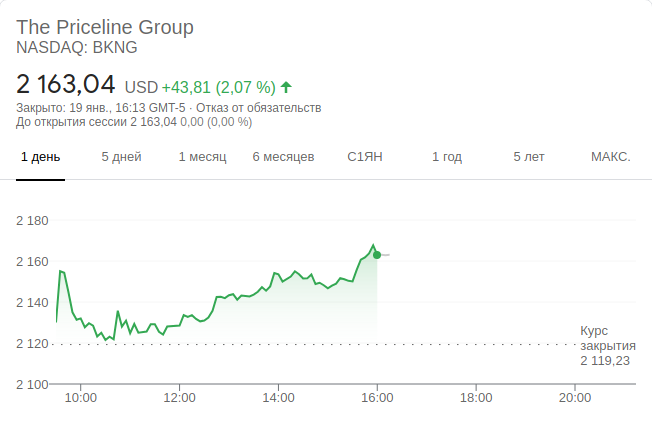 The Priceline Group
NASDAQ: BKNG
2 163,04 USD +43,81 (2,07 %)
Закрыто: 19 янв., 16:13 GMT-5 · Отказ от обязательств
До открытия сессии 2 163,04 0,00 (0,00 %)
1 день 5 дней 1 месяц 6 месяцев С1ЯН 1 год 5 лет МАКС.
2 180
2 160
2 140
Курс
2 120 закрытия
2 119,23
2 100
10:00 12:00 14:00 16:00 18:00 20:00